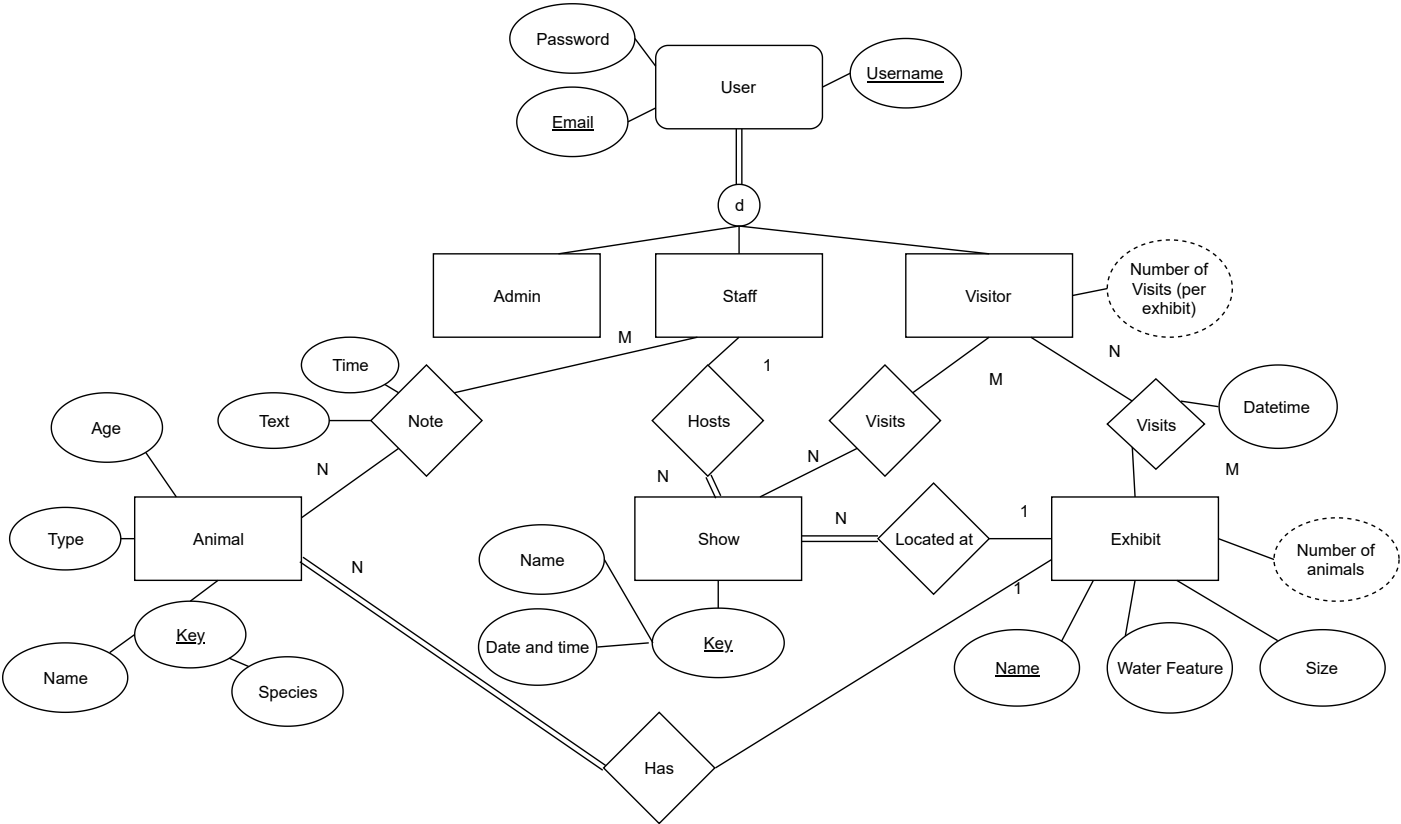 Password
User
Username
Email
d
Admin
Staff
Visitor
Number of
Visits (per
exhibit)
M
Time
1
N
M
Text
Note
Hosts
Visits
Visits
Datetime
Age
N
N
N
M
Type
Animal
N
Name
Show
N
Located at
1
Exhibit
Number of
animals
1
Key
Name
Species
Date and time
Key
Name
Water Feature
Size
Has